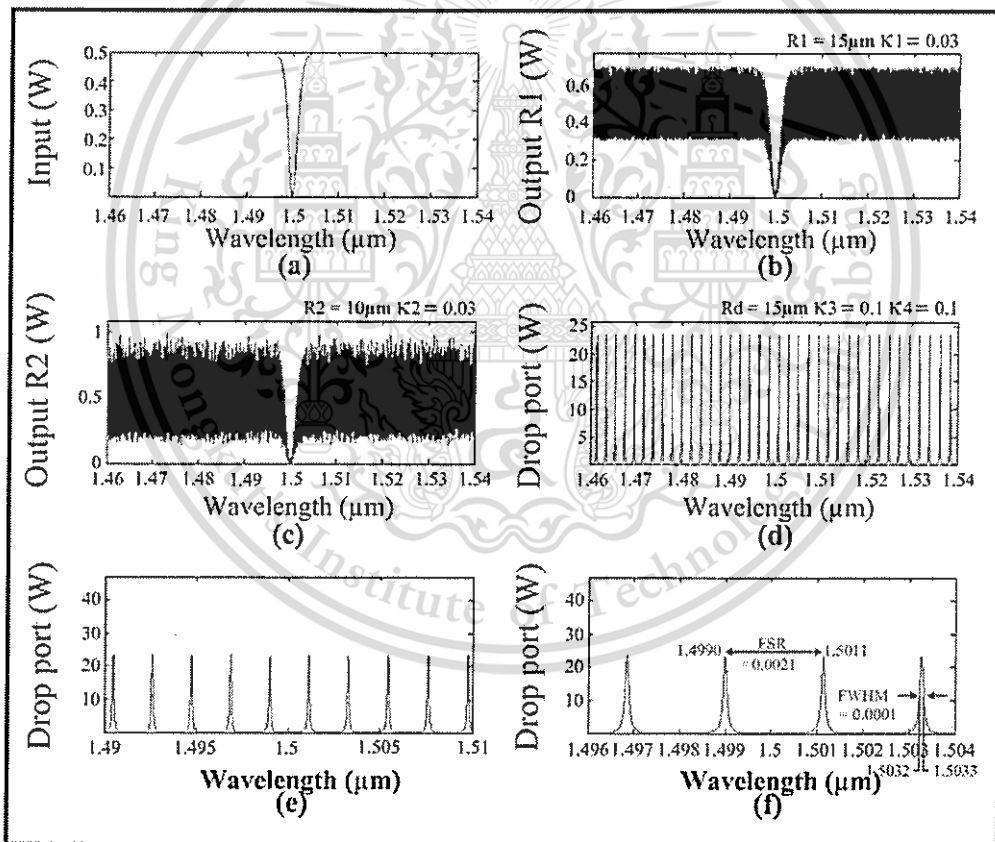 R1 = 15µm K1 = 0.03
Input (W)
0.5
0.4
0.3
0.2
0.1
1.46 1.47 1.48 1.49 1.5 1.51 1.52 1.53 1.54
Wavelength (µm)
(a)
Output R1 (W)
0.6
0.4
0.2
0
1.46 1.47 1.48 1.49 1.5 1.51 1.52 1.53 1.54
Wavelength (µm)
(b)
R2 = 10µm K2 = 0.03
Output R2 (W)
1
0.5
0
1.46 1.47 1.48 1.49 1.5 1.51 1.52 1.53 1.54
Wavelength (µm)
(c)
Rd = 15µm K3 = 0.1 K4 = 0.1
Drop port (W)
25
20
15
10
5
1.46 1.47 1.48 1.49 1.5 1.51 1.52 1.53 1.54
Wavelength (µm)
(d)
Drop port (W)
40
30
20
10
1.49 1.495 1.5 1.505 1.51
Wavelength (µm)
(e)
Drop port (W)
40
30
20
10
1.4990
FSR
= 0.0021
1.5011
FWHM
= 0.0001
1.496 1.497 1.498 1.499 1.5 1.501 1.502 1.503 1.504
1.5032
1.5033
Wavelength (µm)
(f)
King Mongkut's Institute of Technology Ladkrabang